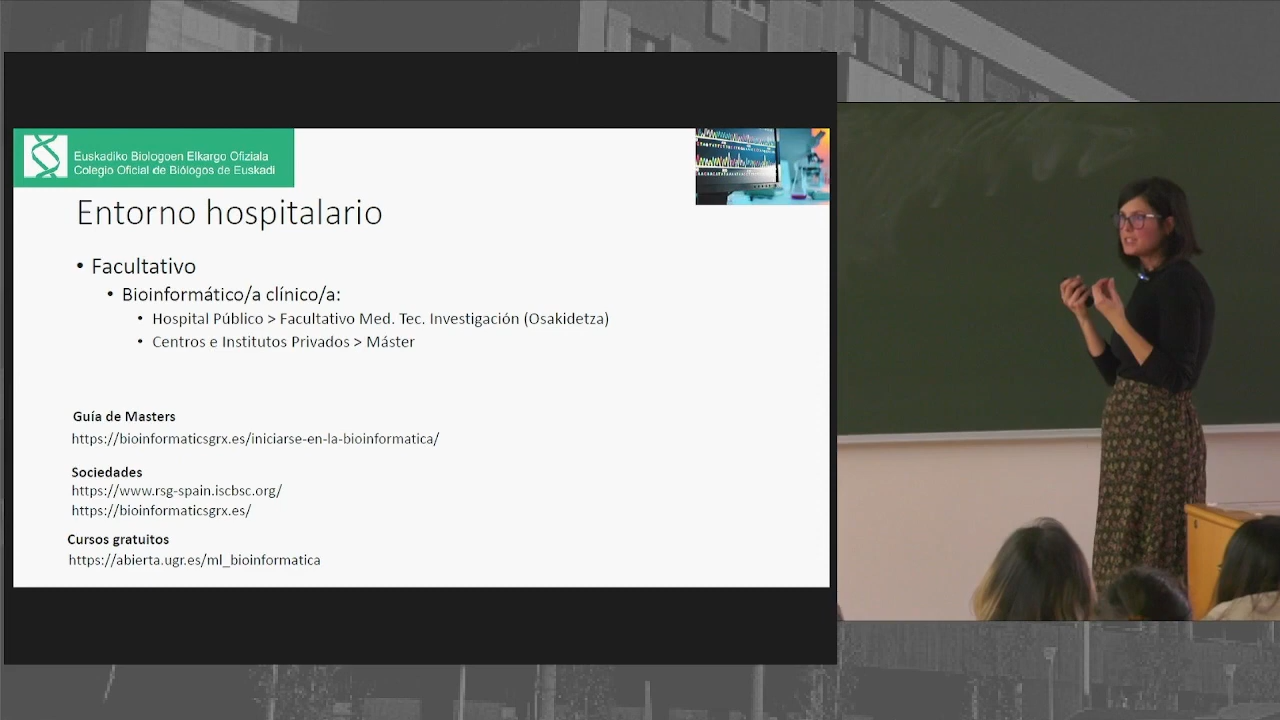 Euskadiko Biologoen Elkargo Ofiziala
Colegio Oficial de Biólogos de Euskadi
Entorno hospitalario
• Facultativo
• Bioinformático/a clínico/a:
• Hospital Público > Facultativo Med. Tec. Investigación (Osakidetza)
• Centros e Institutos Privados > Máster
Guía de Masters
https://bioinformaticsgrx.es/iniciarse-en-la-bioinformatica/
Sociedades
https://www.rsg-spain.iscbsc.org/
https://bioinformaticsgrx.es/
Cursos gratuitos
https://abierta.ugr.es/ml_bioinformatica